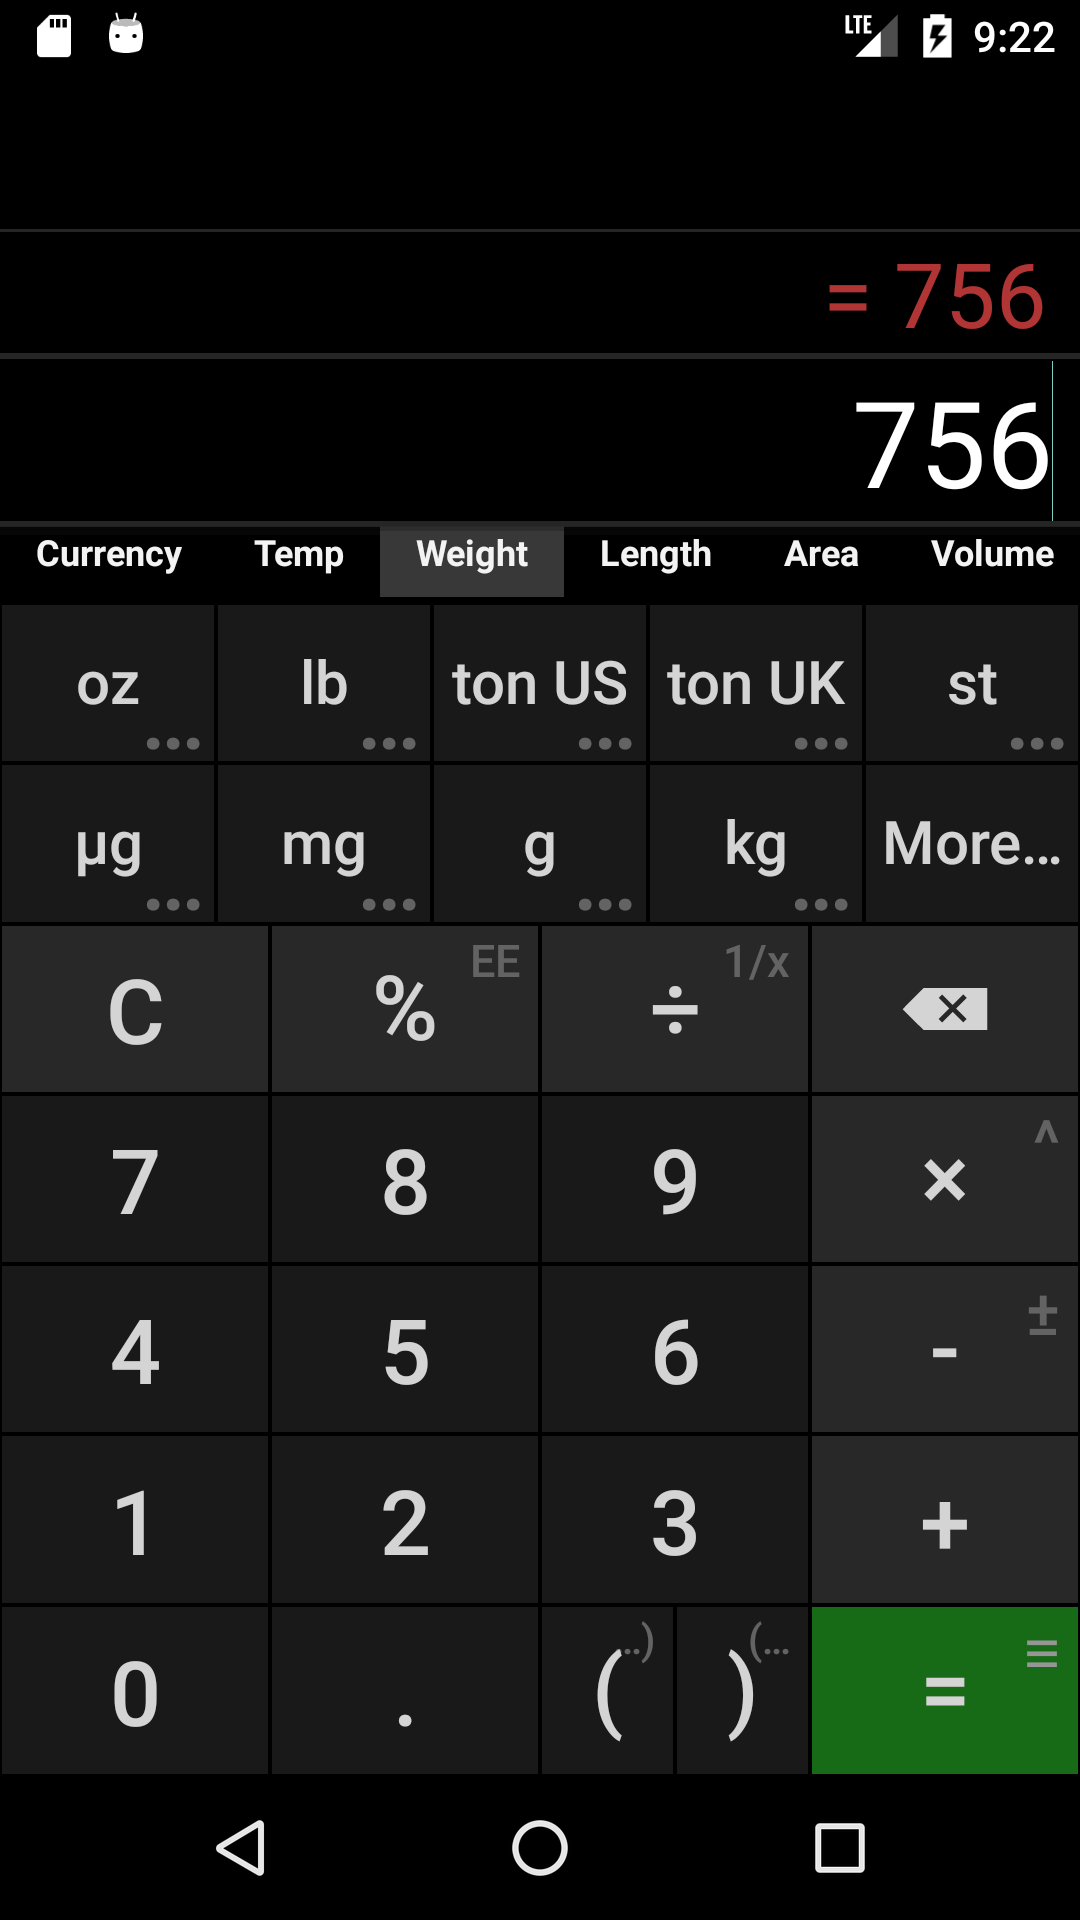 LTE 9:22
= 756
756
Currency Temp Weight Length Area Volume
oz lb ton US ton UK st
µg mg g kg More...
C % EE ÷ 1/x
7 8 9 × ^
4 5 6 - ±
1 2 3 +
0 . ( ..) ) (... =